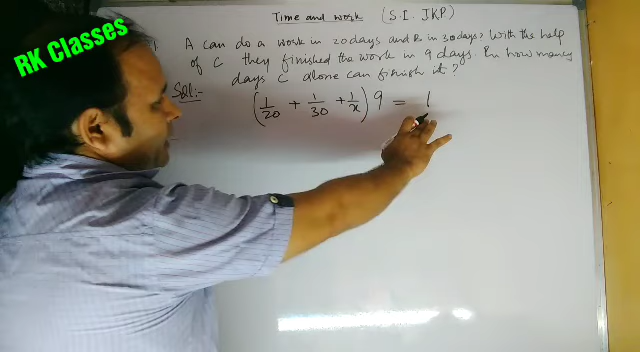 RK Classes
Time and work (S.I. JKP)
A can do a work in 20 days and B in 30 days? With the help
of C they finished the work in 9 days. In how many
days C alone can finish it?
Sol:-
(1/20 + 1/30 + 1/x) 9 = 1